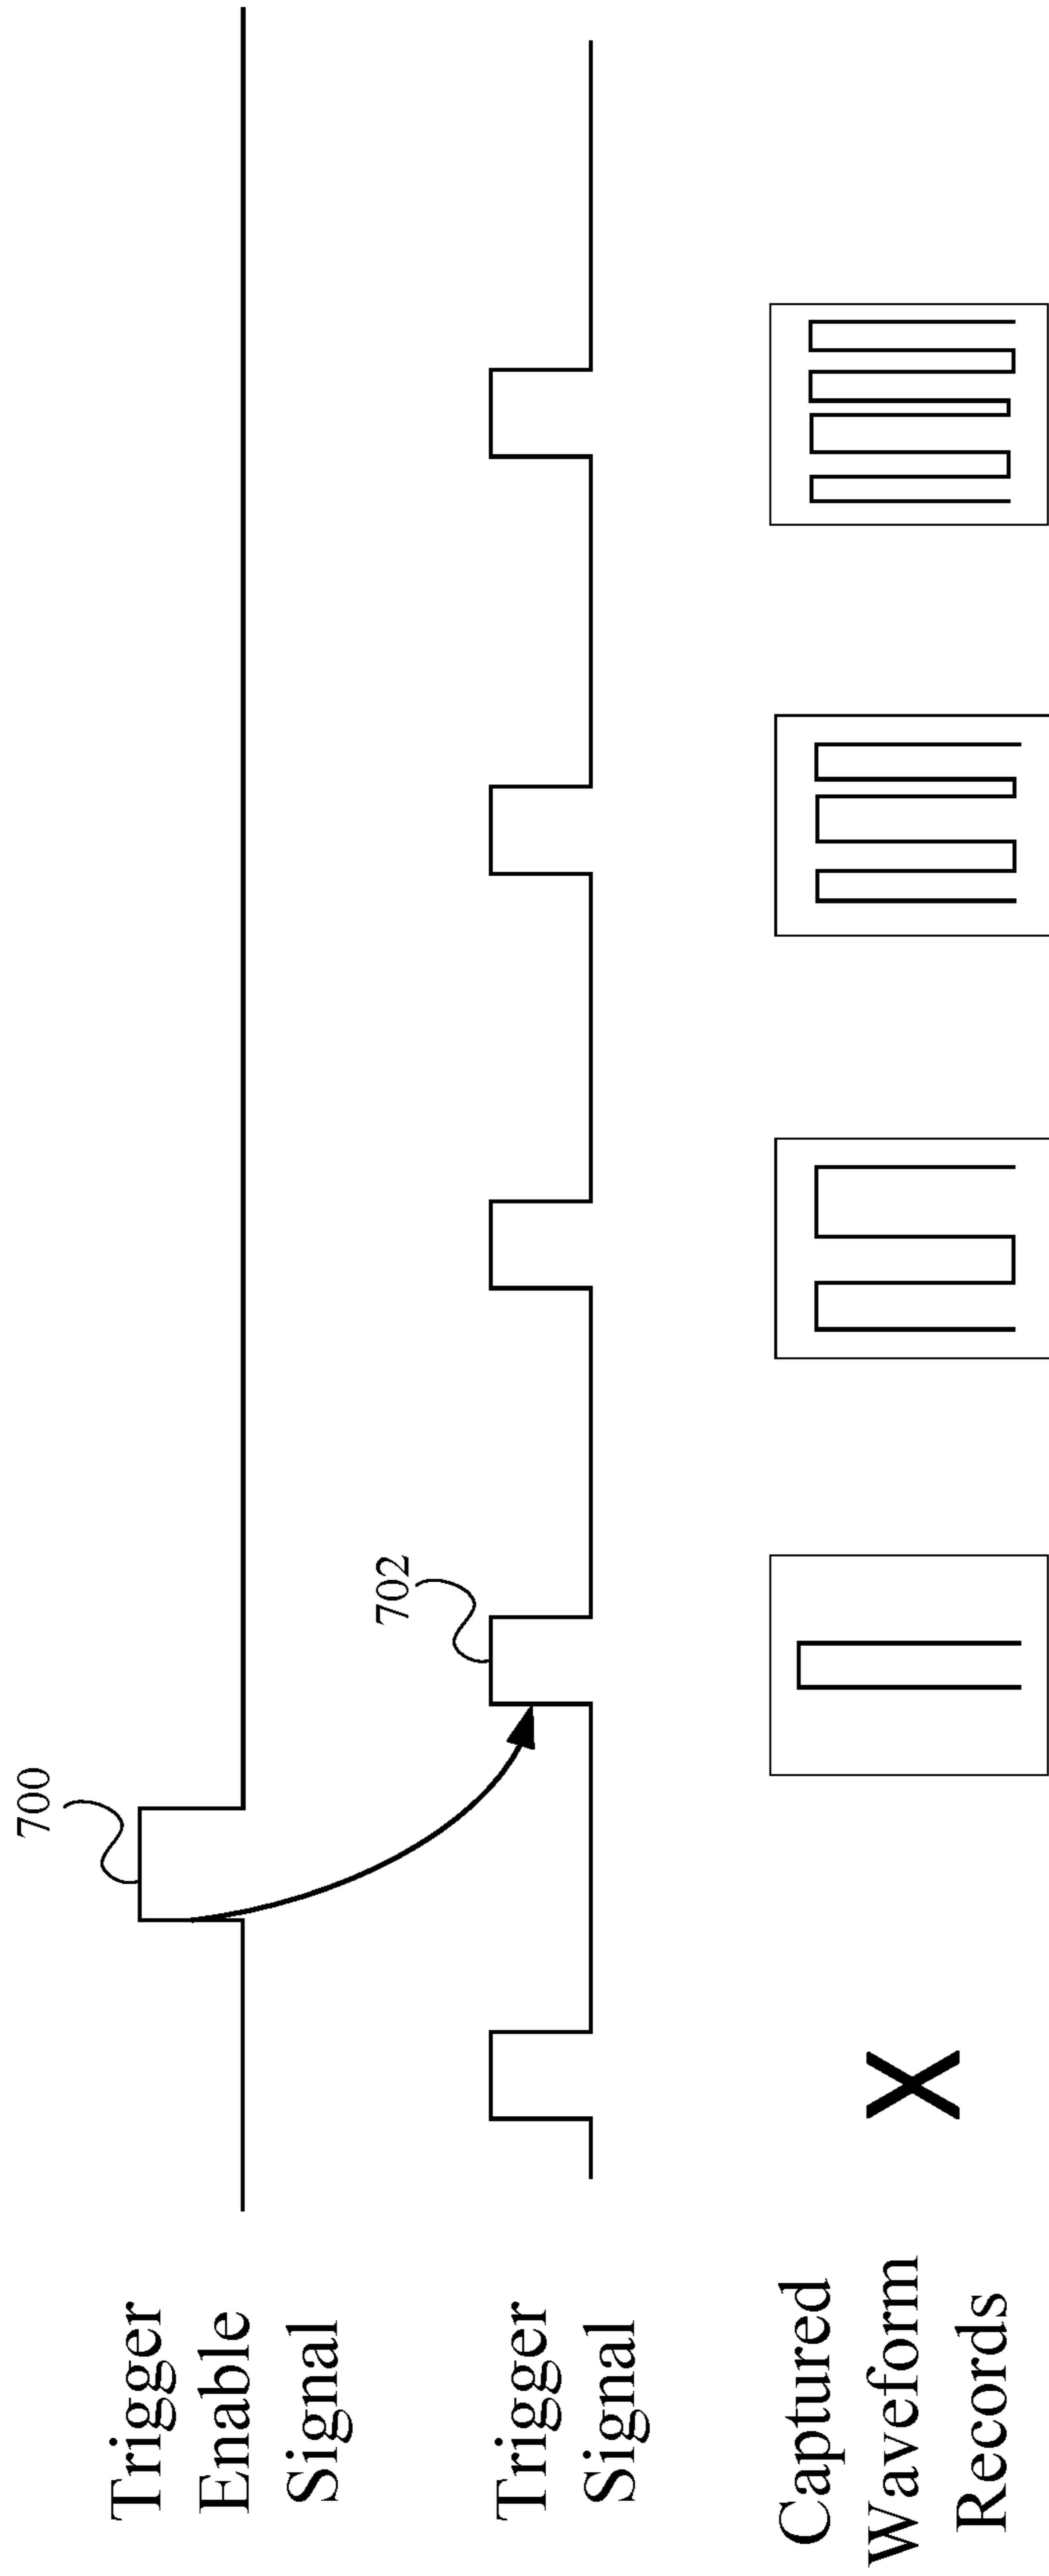 700
Trigger
Enable
Signal
702
Trigger
Signal
Captured
Waveform
Records
X